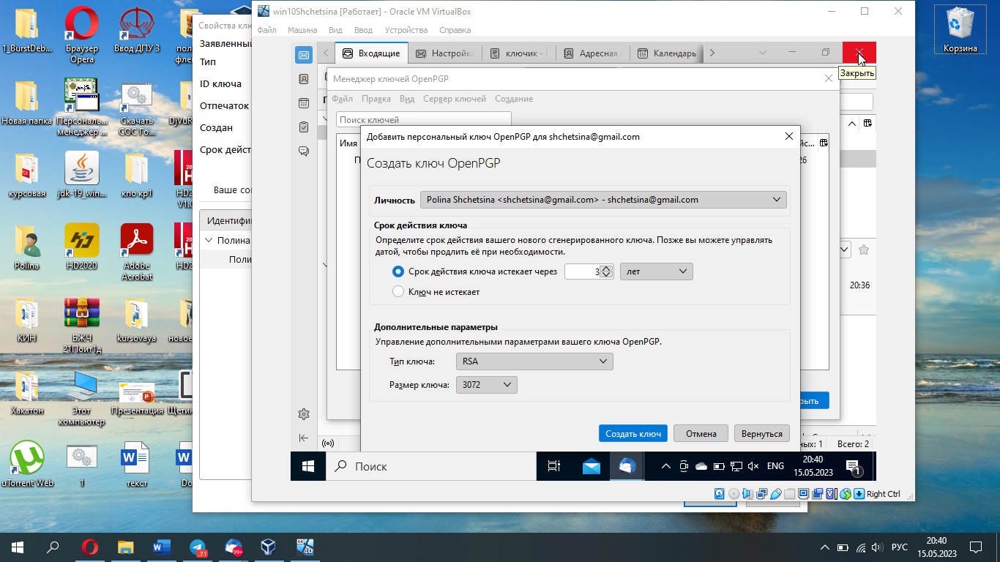 1_BurstDeb...
Браузер
Opera
Ввод ДПУ 3
Новая папка
Персональ...
менеджер ...
Скачать
СОС Го...
DjVuR
курсовая
jdk-19_win...
кпо кр1
HD2
V1.0
Polina
HD2020
Adobe
Acrobat
HD2
КИН
БЖЧ
21Поит1д
kursovaya
новое
Хакатон
Этот
компьютер
Презентация
Щетин
uTorrent Web
1
текст
Do
Корзина
Свойства клю
Заявленный
Тип
ID ключа
Отпечаток
Создан
Срок дейст
Ваше со
Идентифи
Полина
Поли
win10Shchetsina [Работает] - Oracle VM VirtualBox
Файл Машина Вид Ввод Устройства Справка
Входящие
Настройка
ключик -
Адресная
Календарь
Закрыть
Менеджер ключей OpenPGP
Файл Правка Вид Сервер ключей Создание
Поиск ключей
Имя
йс...
П
26
Добавить персональный ключ OpenPGP для shchetsina@gmail.com
Создать ключ OpenPGP
Личность Polina Shchetsina <shchetsina@gmail.com> - shchetsina@gmail.com
Срок действия ключа
Определите срок действия вашего нового сгенерированного ключа. Позже вы можете управлять
датой, чтобы продлить её при необходимости.
Срок действия ключа истекает через 3 лет
Ключ не истекает
20:36
Дополнительные параметры
Управление дополнительными параметрами вашего ключа OpenPGP.
Тип ключа: RSA
Размер ключа: 3072
рыть
Создать ключ Отмена Вернуться
ных: 1 Всего: 2
Поиск
ENG
20:40
15.05.2023
1
Right Ctrl
.71
99+
64
10
РУС
20:40
15.05.2023